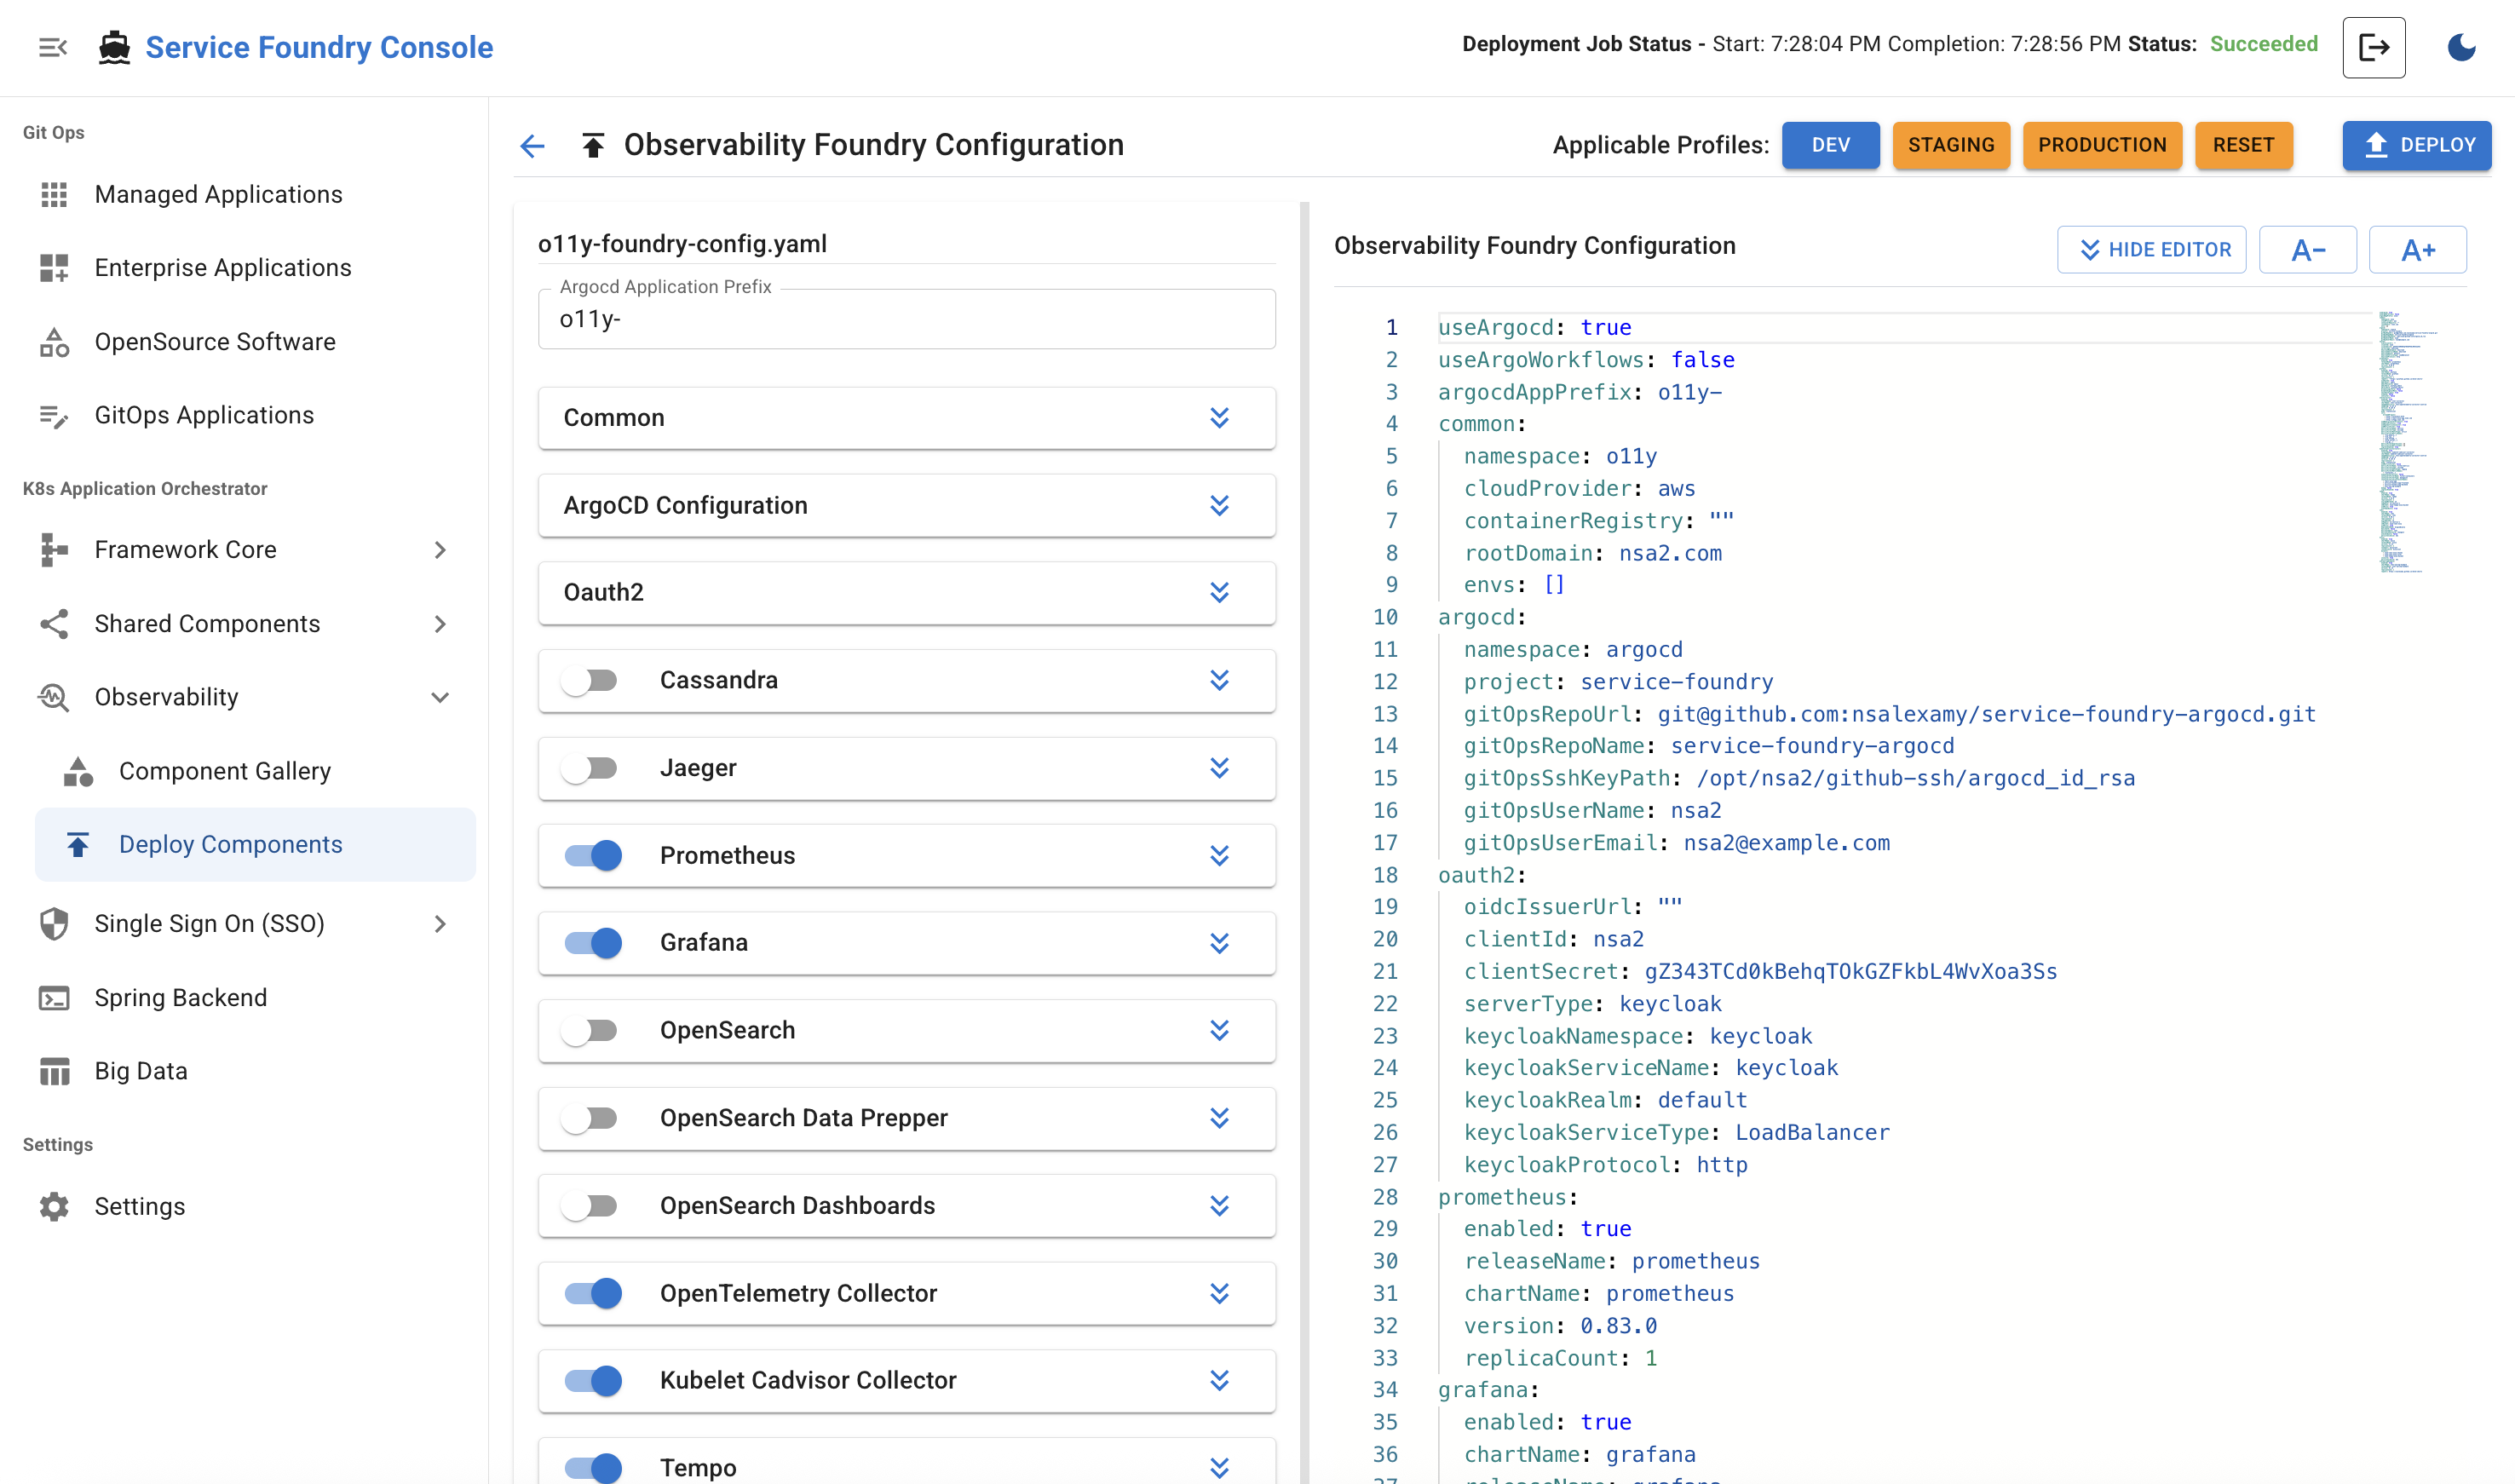 Service Foundry Console
Deployment Job Status - Start: 7:28:04 PM Completion: 7:28:56 PM Status: Succeeded
Git Ops
Managed Applications
Enterprise Applications
OpenSource Software
GitOps Applications
K8s Application Orchestrator
Framework Core
Shared Components
Observability
Component Gallery
Deploy Components
Single Sign On (SSO)
Spring Backend
Big Data
Settings
Settings
Observability Foundry Configuration
Applicable Profiles: DEV STAGING PRODUCTION RESET DEPLOY
o11y-foundry-config.yaml
Argocd Application Prefix
o11y-
Common
ArgoCD Configuration
Oauth2
Cassandra
Jaeger
Prometheus
Grafana
OpenSearch
OpenSearch Data Prepper
OpenSearch Dashboards
OpenTelemetry Collector
Kubelet Cadvisor Collector
Tempo
Observability Foundry Configuration
HIDE EDITOR A- A+
1 useArgocd: true
2 useArgoWorkflows: false
3 argocdAppPrefix: o11y-
4 common:
5 namespace: o11y
6 cloudProvider: aws
7 containerRegistry: ""
8 rootDomain: nsa2.com
9 envs: []
10 argocd:
11 namespace: argocd
12 project: service-foundry
13 gitOpsRepoUrl: git@github.com:nsalexamy/service-foundry-argocd.git
14 gitOpsRepoName: service-foundry-argocd
15 gitOpsSshKeyPath: /opt/nsa2/github-ssh/argocd_id_rsa
16 gitOpsUserName: nsa2
17 gitOpsUserEmail: nsa2@example.com
18 oauth2:
19 oidcIssuerUrl: ""
20 clientId: nsa2
21 clientSecret: gZ343TCd0kBehqTOkGZFkbL4WvXoa3Ss
22 serverType: keycloak
23 keycloakNamespace: keycloak
24 keycloakServiceName: keycloak
25 keycloakRealm: default
26 keycloakServiceType: LoadBalancer
27 keycloakProtocol: http
28 prometheus:
29 enabled: true
30 releaseName: prometheus
31 chartName: prometheus
32 version: 0.83.0
33 replicaCount: 1
34 grafana:
35 enabled: true
36 chartName: grafana